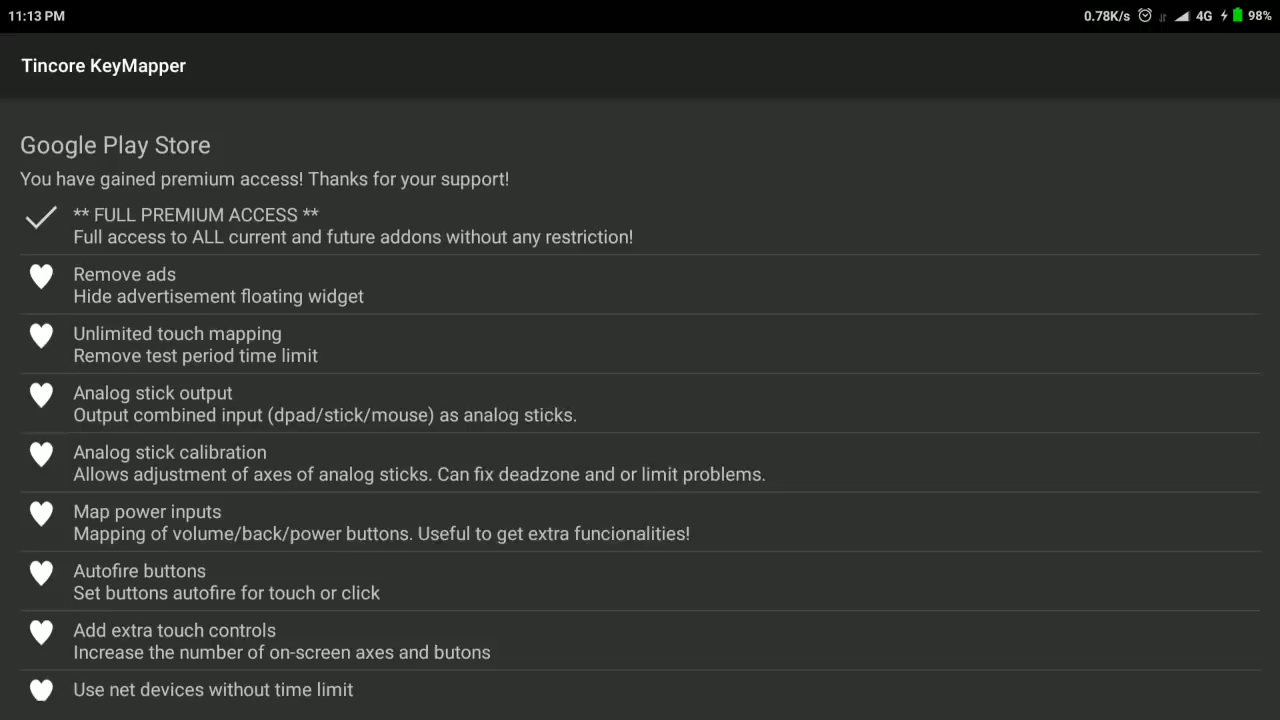 11:13 PM
0.78K/s 4G 98%
Tincore KeyMapper
Google Play Store
You have gained premium access! Thanks for your support!
** FULL PREMIUM ACCESS **
Full access to ALL current and future addons without any restriction!
Remove ads
Hide advertisement floating widget
Unlimited touch mapping
Remove test period time limit
Analog stick output
Output combined input (dpad/stick/mouse) as analog sticks.
Analog stick calibration
Allows adjustment of axes of analog sticks. Can fix deadzone and or limit problems.
Map power inputs
Mapping of volume/back/power buttons. Useful to get extra funcionalities!
Autofire buttons
Set buttons autofire for touch or click
Add extra touch controls
Increase the number of on-screen axes and butons
Use net devices without time limit